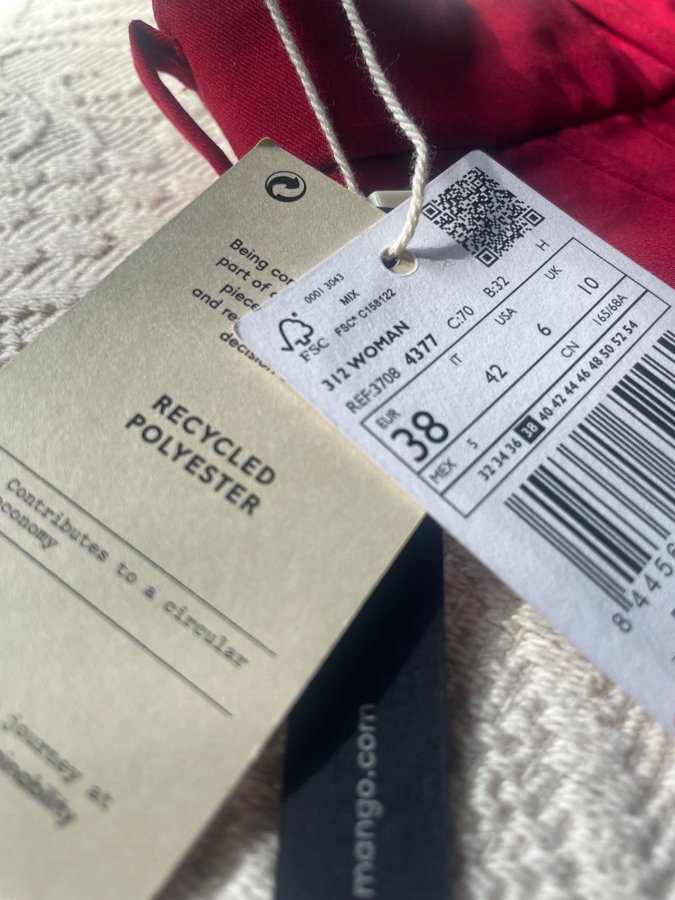 Being
part of
piece
and re
RECYCLED
POLYESTER
Contributes to a circular
economy
journey at
mango.com
0001 3043
MIX
FSC® C158122
FSC
312 WOMAN
REF:3708 4377 C:70 B:32 H
EUR
38
IT
42
USA
6
UK
10
MEX 5
CN 165/68A
32 34 36 38 40 42 44 46 48 50 52 54
8 4456